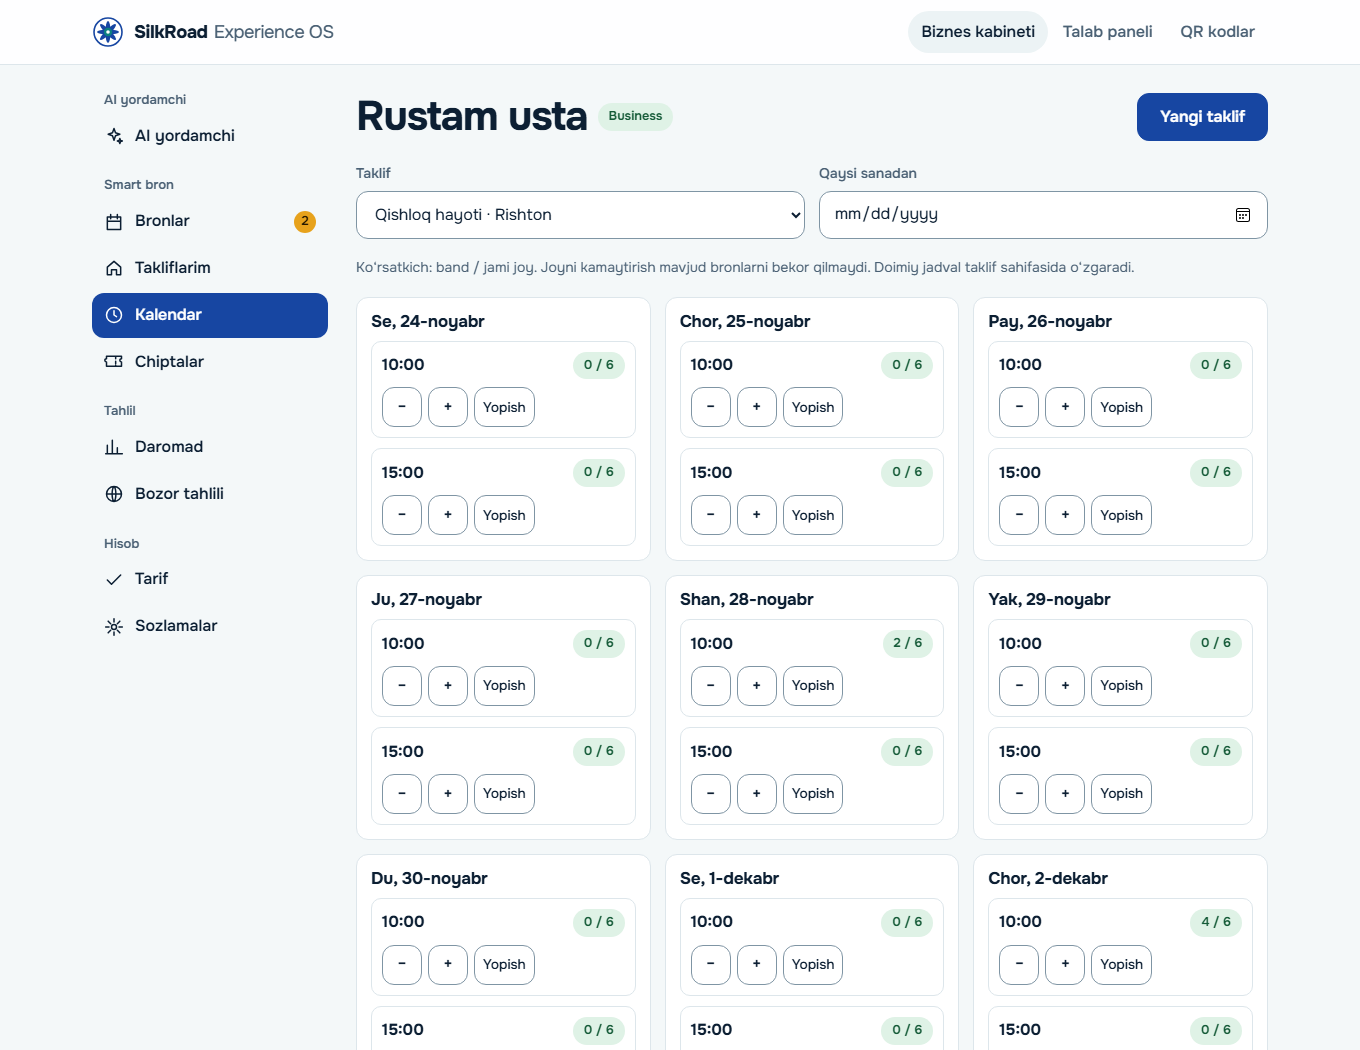 SilkRoad Experience OS
Biznes kabineti
Talab paneli
QR kodlar
AI yordamchi
AI yordamchi
Smart bron
Bronlar 2
Takliflarim
Kalendar
Chiptalar
Tahlil
Daromad
Bozor tahlili
Hisob
Tarif
Sozlamalar
Rustam usta Business
Yangi taklif
Taklif
Qishloq hayoti · Rishton
Qaysi sanadan
mm/dd/yyyy
Koʻrsatkich: band / jami joy. Joyni kamaytirish mavjud bronlarni bekor qilmaydi. Doimiy jadval taklif sahifasida oʻzgaradi.
Se, 24-noyabr
10:00 0 / 6
− + Yopish
15:00 0 / 6
− + Yopish
Chor, 25-noyabr
10:00 0 / 6
− + Yopish
15:00 0 / 6
− + Yopish
Pay, 26-noyabr
10:00 0 / 6
− + Yopish
15:00 0 / 6
− + Yopish
Ju, 27-noyabr
10:00 0 / 6
− + Yopish
15:00 0 / 6
− + Yopish
Shan, 28-noyabr
10:00 2 / 6
− + Yopish
15:00 0 / 6
− + Yopish
Yak, 29-noyabr
10:00 0 / 6
− + Yopish
15:00 0 / 6
− + Yopish
Du, 30-noyabr
10:00 0 / 6
− + Yopish
15:00 0 / 6
Se, 1-dekabr
10:00 0 / 6
− + Yopish
15:00 0 / 6
Chor, 2-dekabr
10:00 4 / 6
− + Yopish
15:00 0 / 6